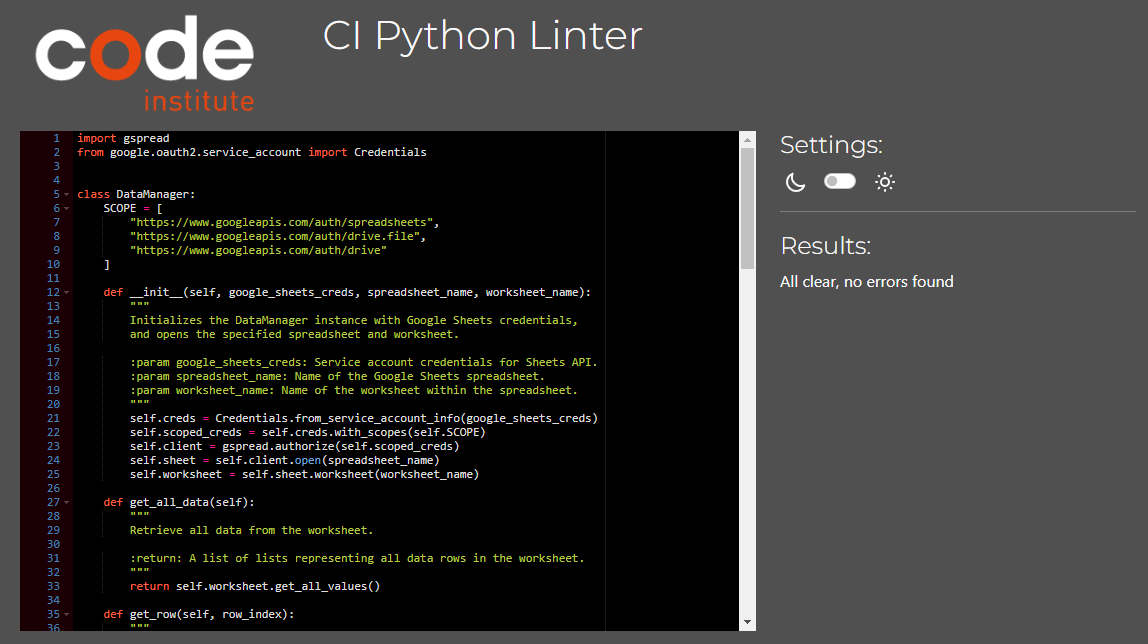 code
institute
CI Python Linter
1 import gspread
2 from google.oauth2.service_account import Credentials
3
4
5 class DataManager:
6     SCOPE = [
7         "https://www.googleapis.com/auth/spreadsheets",
8         "https://www.googleapis.com/auth/drive.file",
9         "https://www.googleapis.com/auth/drive"
10     ]
11
12     def __init__(self, google_sheets_creds, spreadsheet_name, worksheet_name):
13         """
14         Initializes the DataManager instance with Google Sheets credentials,
15         and opens the specified spreadsheet and worksheet.
16
17         :param google_sheets_creds: Service account credentials for Sheets API.
18         :param spreadsheet_name: Name of the Google Sheets spreadsheet.
19         :param worksheet_name: Name of the worksheet within the spreadsheet.
20         """
21         self.creds = Credentials.from_service_account_info(google_sheets_creds)
22         self.scoped_creds = self.creds.with_scopes(self.SCOPE)
23         self.client = gspread.authorize(self.scoped_creds)
24         self.sheet = self.client.open(spreadsheet_name)
25         self.worksheet = self.sheet.worksheet(worksheet_name)
26
27     def get_all_data(self):
28         """
29         Retrieve all data from the worksheet.
30
31         :return: A list of lists representing all data rows in the worksheet.
32         """
33         return self.worksheet.get_all_values()
34
35     def get_row(self, row_index):
36         """
Settings:
Results:
All clear, no errors found